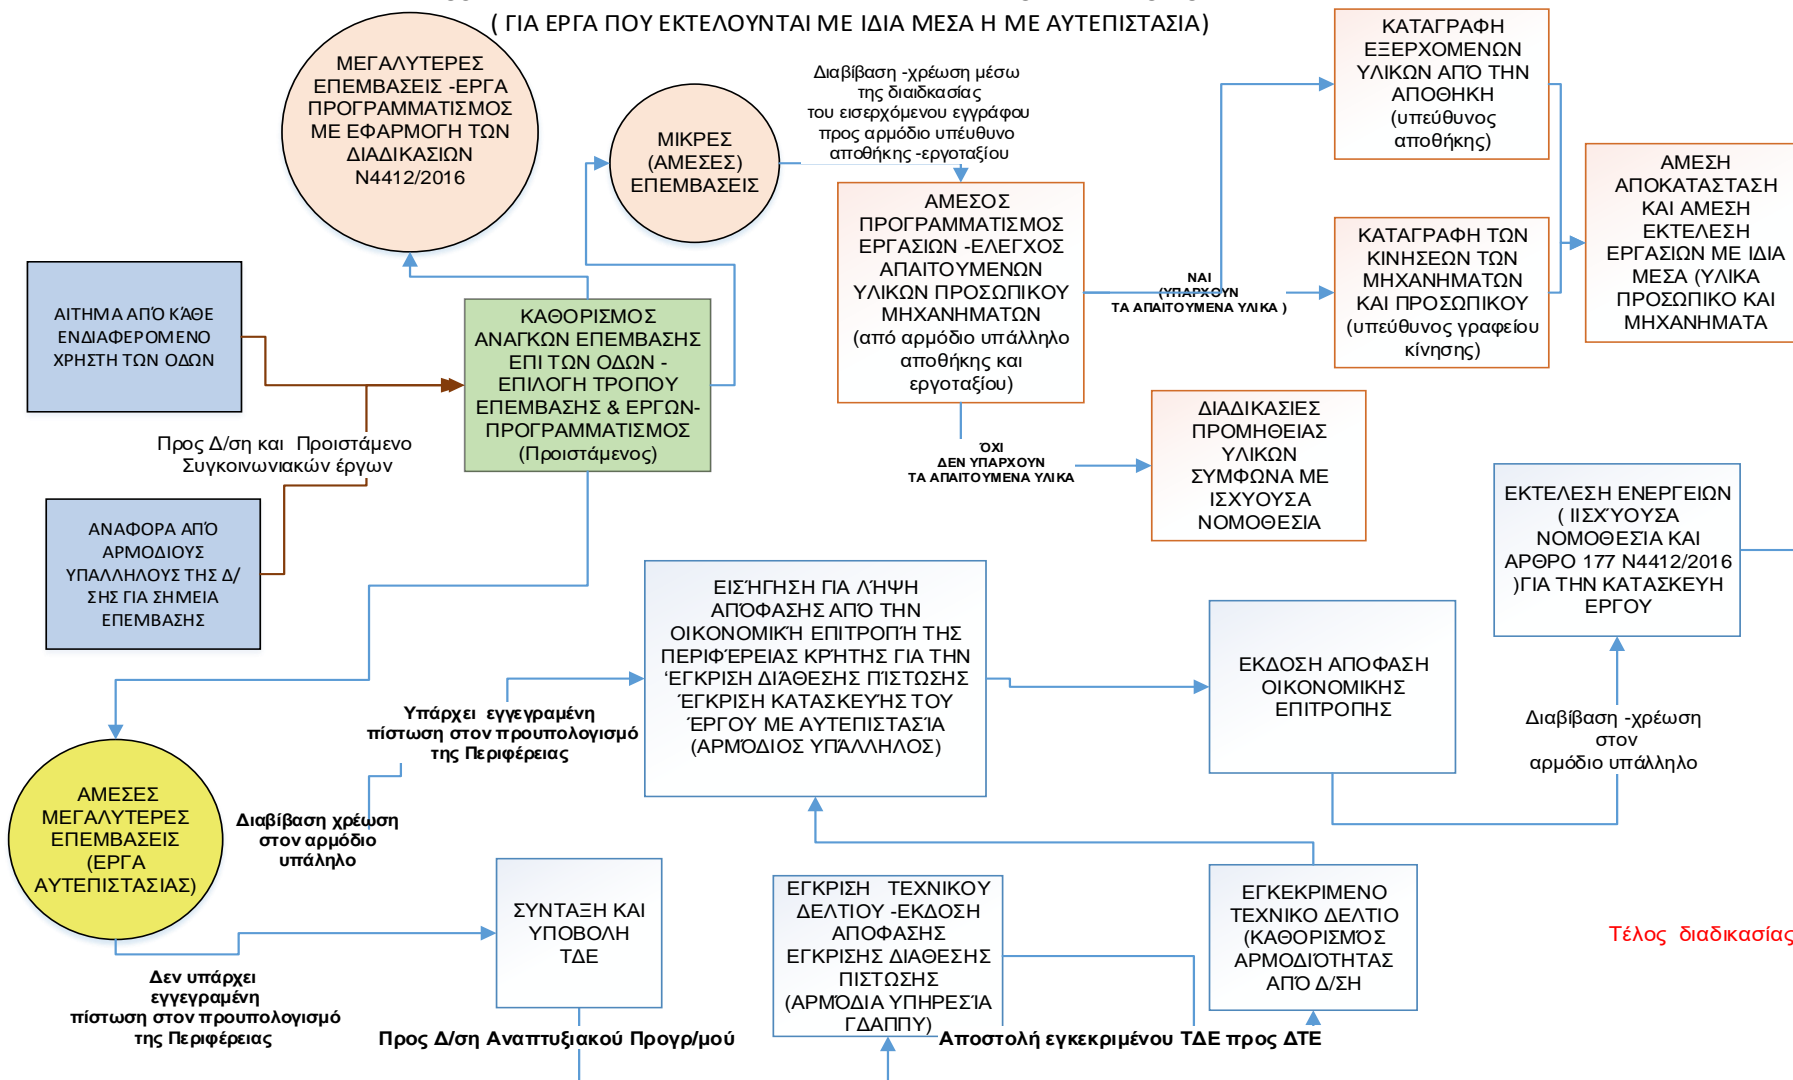 ( ΓΙΑ ΕΡΓΑ ΠΟΥ ΕΚΤΕΛΟΥΝΤΑΙ ΜΕ ΙΔΙΑ ΜΕΣΑ Η ΜΕ ΑΥΤΕΠΙΣΤΑΣΙΑ)
ΜΕΓΑΛΥΤΕΡΕΣ
ΕΠΕΜΒΑΣΕΙΣ -ΕΡΓΑ
ΠΡΟΓΡΑΜΜΑΤΙΣΜΟΣ
ΜΕ ΕΦΑΡΜΟΓΗ ΤΩΝ
ΔΙΑΔΙΚΑΣΙΩΝ
Ν4412/2016
ΜΙΚΡΕΣ
(ΑΜΕΣΕΣ)
ΕΠΕΜΒΑΣΕΙΣ
Διαβίβαση -χρέωση μέσω
της διαιδκασίας
του εισερχόμενου εγγράφου
προς αρμόδιο υπέυθυνο
αποθήκης -εργοταξίου
ΚΑΤΑΓΡΑΦΗ
ΕΞΕΡΧΟΜΕΝΩΝ
ΥΛΙΚΩΝ ΑΠΌ ΤΗΝ
ΑΠΟΘΗΚΗ
(υπεύθυνος
αποθήκης)
ΑΜΕΣΗ
ΑΠΟΚΑΤΑΣΤΑΣΗ
ΚΑΙ ΑΜΕΣΗ
ΕΚΤΕΛΕΣΗ
ΕΡΓΑΣΙΩΝ ΜΕ ΙΔΙΑ
ΜΕΣΑ (ΥΛΙΚΑ
ΠΡΟΣΩΠΙΚΟ ΚΑΙ
ΜΗΧΑΝΗΜΑΤΑ
ΑΜΕΣΟΣ
ΠΡΟΓΡΑΜΜΑΤΙΣΜΟΣ
ΕΡΓΑΣΙΩΝ -ΕΛΕΓΧΟΣ
ΑΠΑΙΤΟΥΜΕΝΩΝ
ΥΛΙΚΩΝ ΠΡΟΣΩΠΙΚΟΥ
ΜΗΧΑΝΗΜΑΤΩΝ
(από αρμόδιο υπάλληλο
αποθήκης και
εργοταξίου)
ΝΑΙ
(ΥΠΑΡΧΟΥΝ
ΤΑ ΑΠΑΙΤΟΥΜΕΝΑ ΥΛΙΚΑ )
ΚΑΤΑΓΡΑΦΗ ΤΩΝ
ΚΙΝΗΣΕΩΝ ΤΩΝ
ΜΗΧΑΝΗΜΑΤΩΝ
ΚΑΙ ΠΡΟΣΩΠΙΚΟΥ
(υπεύθυνος γραφείου
κίνησης)
ΑΙΤΗΜΑ ΑΠΌ ΚΆΘΕ
ΕΝΔΙΑΦΕΡΟΜΕΝΟ
ΧΡΗΣΤΗ ΤΩΝ ΟΔΩΝ
ΚΑΘΟΡΙΣΜΟΣ
ΑΝΑΓΚΩΝ ΕΠΕΜΒΑΣΗΣ
ΕΠΙ ΤΩΝ ΟΔΩΝ -
ΕΠΙΛΟΓΗ ΤΡΟΠΟΥ
ΕΠΕΜΒΑΣΗΣ & ΕΡΓΩΝ-
ΠΡΟΓΡΑΜΜΑΤΙΣΜΟΣ
(Προιστάμενος)
Προς Δ/ση και Προιστάμενο
Συγκοινωνιακών έργων
ΌΧΙ
ΔΕΝ ΥΠΑΡΧΟΥΝ
ΤΑ ΑΠΑΙΤΟΥΜΕΝΑ ΥΛΙΚΑ
ΔΙΑΔΙΚΑΣΙΕΣ
ΠΡΟΜΗΘΕΙΑΣ
ΥΛΙΚΩΝ
ΣΥΜΦΩΝΑ ΜΕ
ΙΣΧΥΟΥΣΑ
ΝΟΜΟΘΕΣΙΑ
ΑΝΑΦΟΡΑ ΑΠΌ
ΑΡΜΟΔΙΟΥΣ
ΥΠΑΛΛΗΛΟΥΣ ΤΗΣ Δ/
ΣΗΣ ΓΙΑ ΣΗΜΕΙΑ
ΕΠΕΜΒΑΣΗΣ
ΕΚΤΕΛΕΣΗ ΕΝΕΡΓΕΙΩΝ
( ΙΙΣΧΎΟΥΣΑ
ΝΟΜΟΘΕΣΊΑ ΚΑΙ
ΑΡΘΡΟ 177 Ν4412/2016
)ΓΙΑ ΤΗΝ ΚΑΤΑΣΚΕΥΗ
ΕΡΓΟΥ
ΕΙΣΉΓΗΣΗ ΓΙΑ ΛΉΨΗ
ΑΠΌΦΑΣΗΣ ΑΠΌ ΤΗΝ
ΟΙΚΟΝΟΜΙΚΉ ΕΠΙΤΡΟΠΉ ΤΗΣ
ΠΕΡΙΦΈΡΕΙΑΣ ΚΡΉΤΗΣ ΓΙΑ ΤΗΝ
‘ΕΓΚΡΙΣΗ ΔΙΆΘΕΣΗΣ ΠΊΣΤΩΣΗΣ
ΈΓΚΡΙΣΗ ΚΑΤΑΣΚΕΥΉΣ ΤΟΥ
ΈΡΓΟΥ ΜΕ ΑΥΤΕΠΙΣΤΑΣΊΑ
(ΑΡΜΌΔΙΟΣ ΥΠΆΛΛΗΛΟΣ)
ΕΚΔΟΣΗ ΑΠΟΦΑΣΗ
ΟΙΚΟΝΟΜΙΚΗΣ
ΕΠΙΤΡΟΠΗΣ
Διαβίβαση -χρέωση
στον
αρμόδιο υπάλληλο
Υπάρχει εγγεγραμένη
πίστωση στον προυπολογισμό
της Περιφέρειας
ΑΜΕΣΕΣ
ΜΕΓΑΛΥΤΕΡΕΣ
ΕΠΕΜΒΑΣΕΙΣ
(ΕΡΓΑ
ΑΥΤΕΠΙΣΤΑΣΙΑΣ)
Διαβίβαση χρέωση
στον αρμόδιο
υπάληλο
ΣΥΝΤΑΞΗ ΚΑΙ
ΥΠΟΒΟΛΗ
ΤΔΕ
ΕΓΚΡΙΣΗ ΤΕΧΝΙΚΟΥ
ΔΕΛΤΙΟΥ -ΕΚΔΟΣΗ
ΑΠΟΦΑΣΗΣ
ΕΓΚΡΙΣΗΣ ΔΙΑΘΕΣΗΣ
ΠΙΣΤΩΣΗΣ
(ΑΡΜΌΔΙΑ ΥΠΗΡΕΣΊΑ
ΓΔΑΠΠΥ)
ΕΓΚΕΚΡΙΜΕΝΟ
ΤΕΧΝΙΚΟ ΔΕΛΤΙΟ
(ΚΑΘΟΡΙΣΜΌΣ
ΑΡΜΟΔΙΌΤΗΤΑΣ
ΑΠΌ Δ/ΣΗ
Τέλος διαδικασίας
Δεν υπάρχει
εγγεγραμένη
πίστωση στον προυπολογισμό
της Περιφέρειας
Προς Δ/ση Αναπτυξιακού Προγρ/μού
Αποστολή εγκεκριμένου ΤΔΕ προς ΔΤΕ